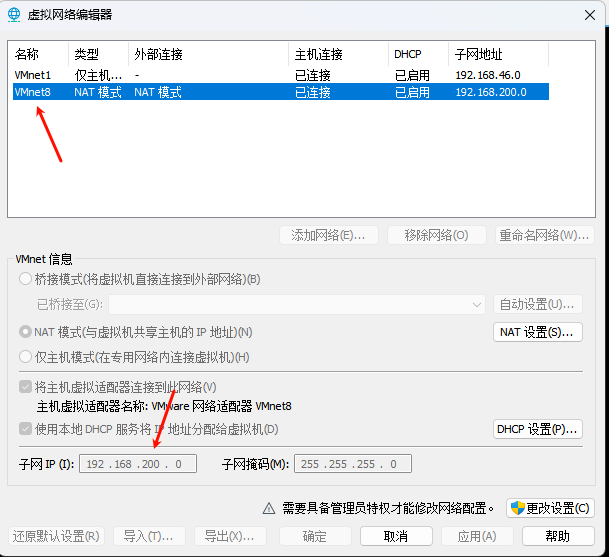 虚拟网络编辑器
名称 类型 外部连接 主机连接 DHCP 子网地址
VMnet1 仅主机... - 已连接 已启用 192.168.46.0
VMnet8 NAT 模式 NAT 模式 已连接 已启用 192.168.200.0
添加网络(E)... 移除网络(O) 重命名网络(W)...
VMnet 信息
桥接模式(将虚拟机直接连接到外部网络)(B)
已桥接至(G): 自动设置(U)...
NAT 模式(与虚拟机共享主机的 IP 地址)(N) NAT 设置(S)...
仅主机模式(在专用网络内连接虚拟机)(H)
将主机虚拟适配器连接到此网络(V)
主机虚拟适配器名称: VMware 网络适配器 VMnet8
使用本地 DHCP 服务将 IP 地址分配给虚拟机(D) DHCP 设置(P)...
子网 IP (I): 192 . 168 . 200 . 0 子网掩码(M): 255 . 255 . 255 . 0
需要具备管理员特权才能修改网络配置。 更改设置(C)
还原默认设置(R) 导入(T)... 导出(X)... 确定 取消 应用(A) 帮助